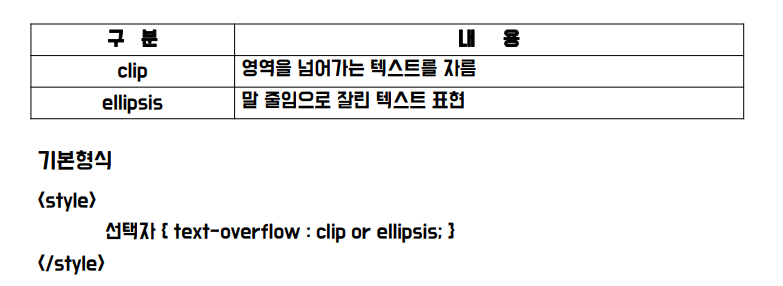 구 분 내 용
clip 영역을 넘어가는 텍스트를 자름
ellipsis 말 줄임으로 잘린 텍스트 표현
기본형식
<style>
선택자 { text-overflow : clip or ellipsis; }
</style>